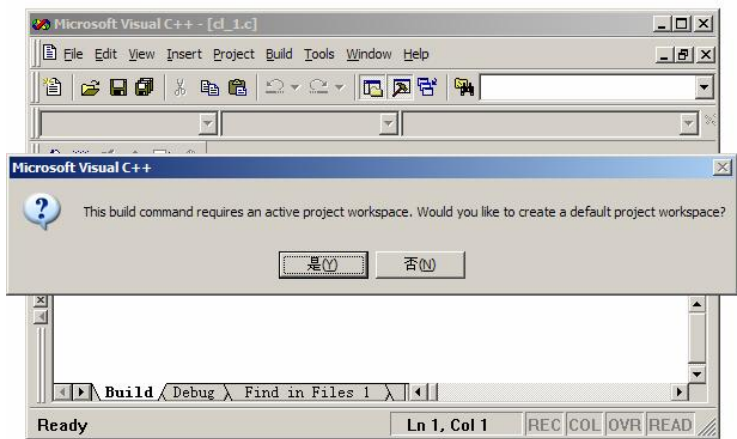 Microsoft Visual C++ - [cl_1.c]
File Edit View Insert Project Build Tools Window Help
Microsoft Visual C++
This build command requires an active project workspace. Would you like to create a default project workspace?
是(Y) 否(N)
Build Debug Find in Files 1
Ready Ln 1, Col 1 REC COL OVR READ